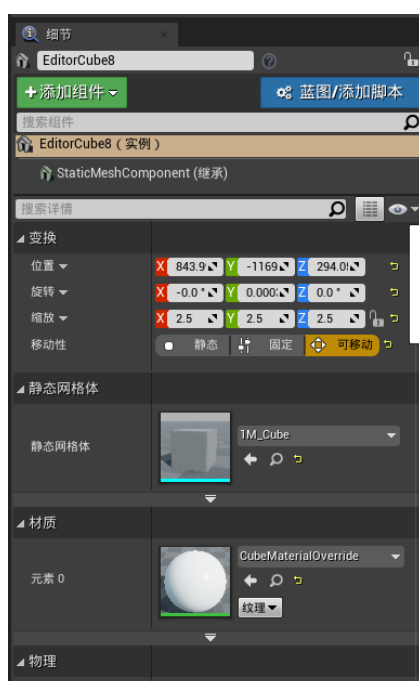 细节
EditorCube8
+添加组件
蓝图/添加脚本
搜索组件
EditorCube8（实例）
StaticMeshComponent (继承)
搜索详情
变换
位置 X 843.9 Y -1169 Z 294.0
旋转 X -0.0 ° Y 0.000 Z 0.0 °
缩放 X 2.5 Y 2.5 Z 2.5
移动性 静态 固定 可移动
静态网格体
静态网格体 1M_Cube
材质
元素 0 CubeMaterialOverride
纹理
物理